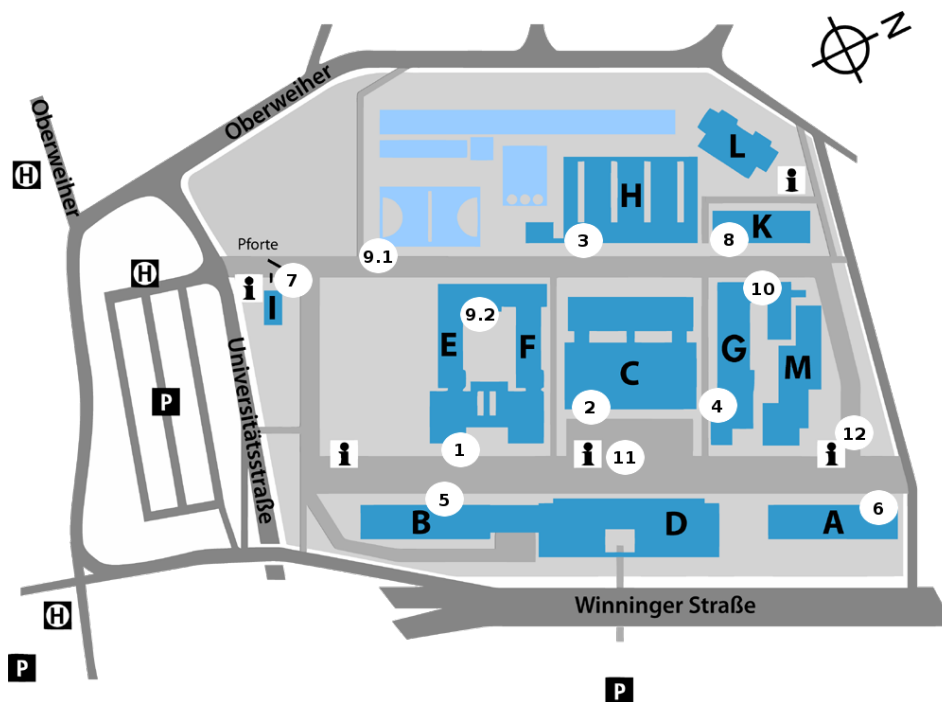 N
Oberweiher
Oberweiher
L
H
i
H
K
3
8
Pforte
9.1
H
i
7
10
I
9.2
E
F
C
G
M
Universitätsstraße
P
2
4
12
1
i
i
11
i
5
6
B
D
A
Winninger Straße
H
P
P